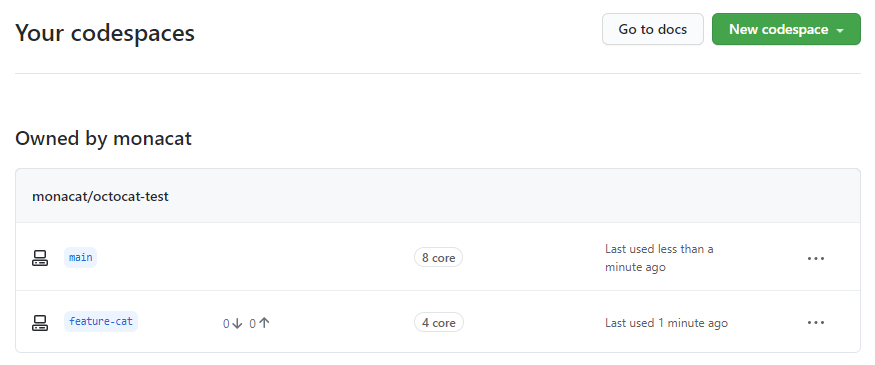 Your codespaces
Go to docs
New codespace
Owned by monacat
monacat/octocat-test
main
8 core
Last used less than a
minute ago
feature-cat
0↓ 0↑
4 core
Last used 1 minute ago